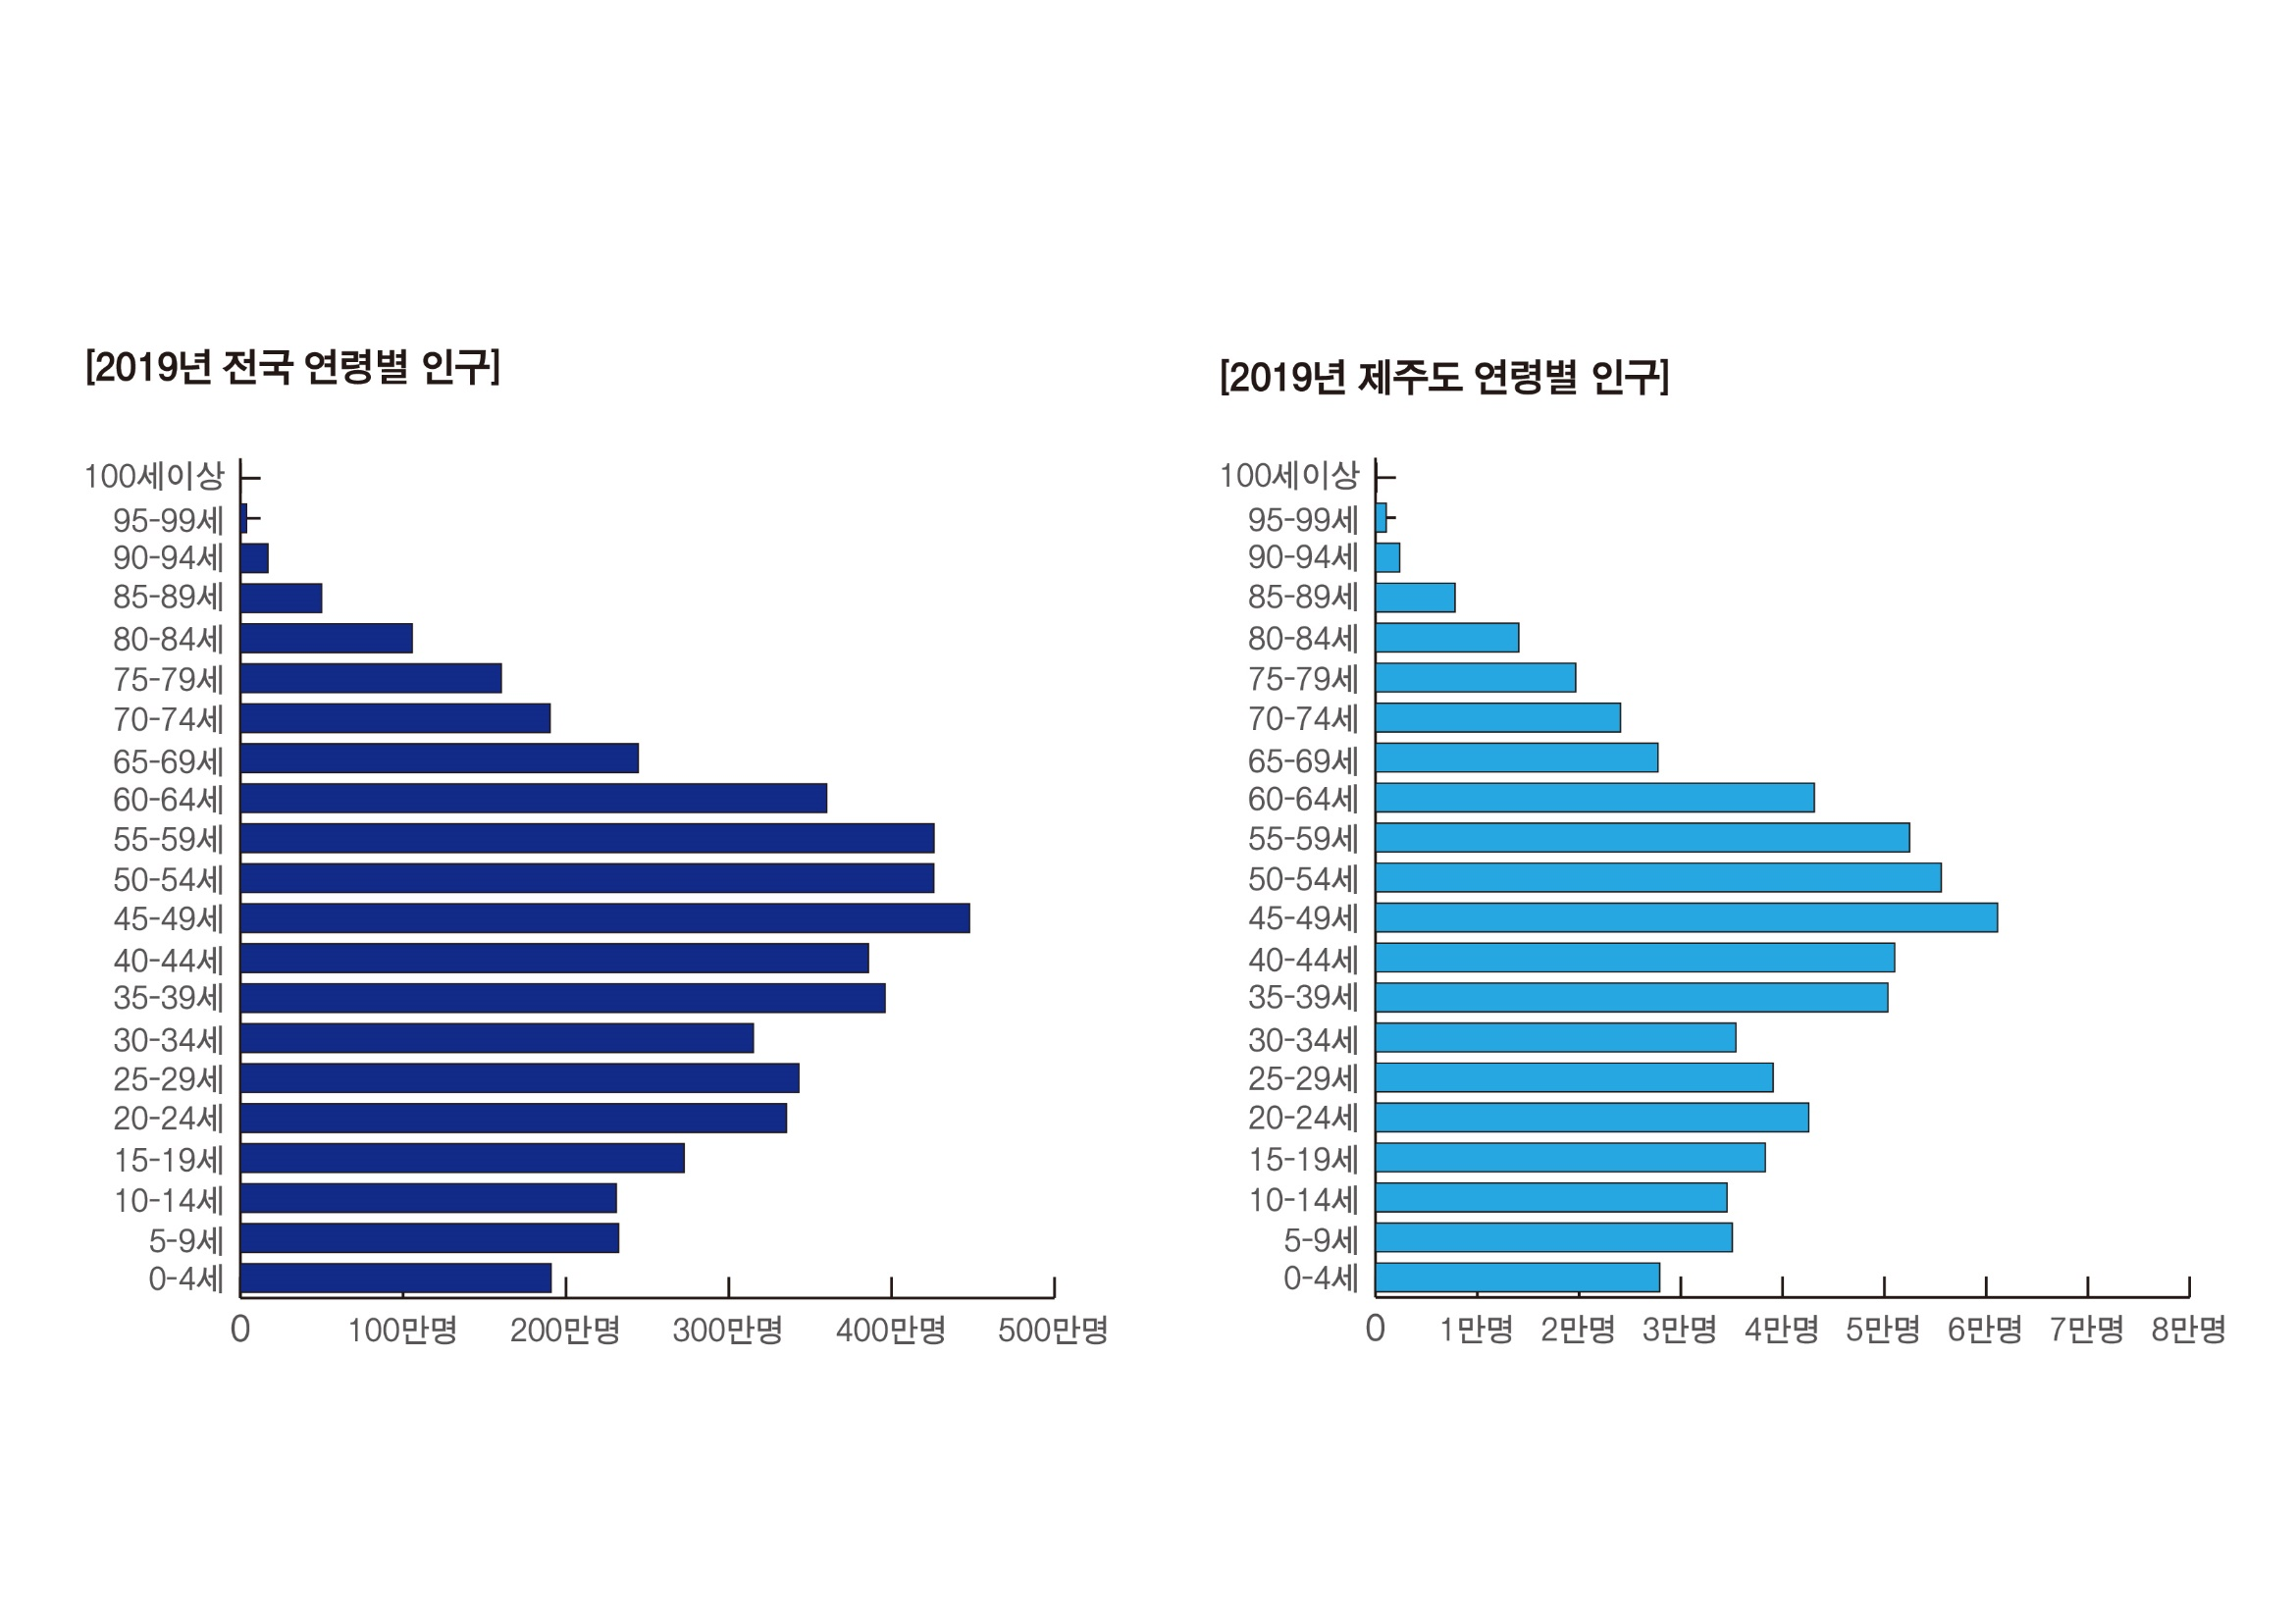 [2019년 전국 연령별 인구]
100세이상
95-99세
90-94세
85-89세
80-84세
75-79세
70-74세
65-69세
60-64세
55-59세
50-54세
45-49세
40-44세
35-39세
30-34세
25-29세
20-24세
15-19세
10-14세
5-9세
0-4세
0 100만명 200만명 300만명 400만명 500만명
[2019년 제주도 연령별 인구]
100세이상
95-99세
90-94세
85-89세
80-84세
75-79세
70-74세
65-69세
60-64세
55-59세
50-54세
45-49세
40-44세
35-39세
30-34세
25-29세
20-24세
15-19세
10-14세
5-9세
0-4세
0 1만명 2만명 3만명 4만명 5만명 6만명 7만명 8만명